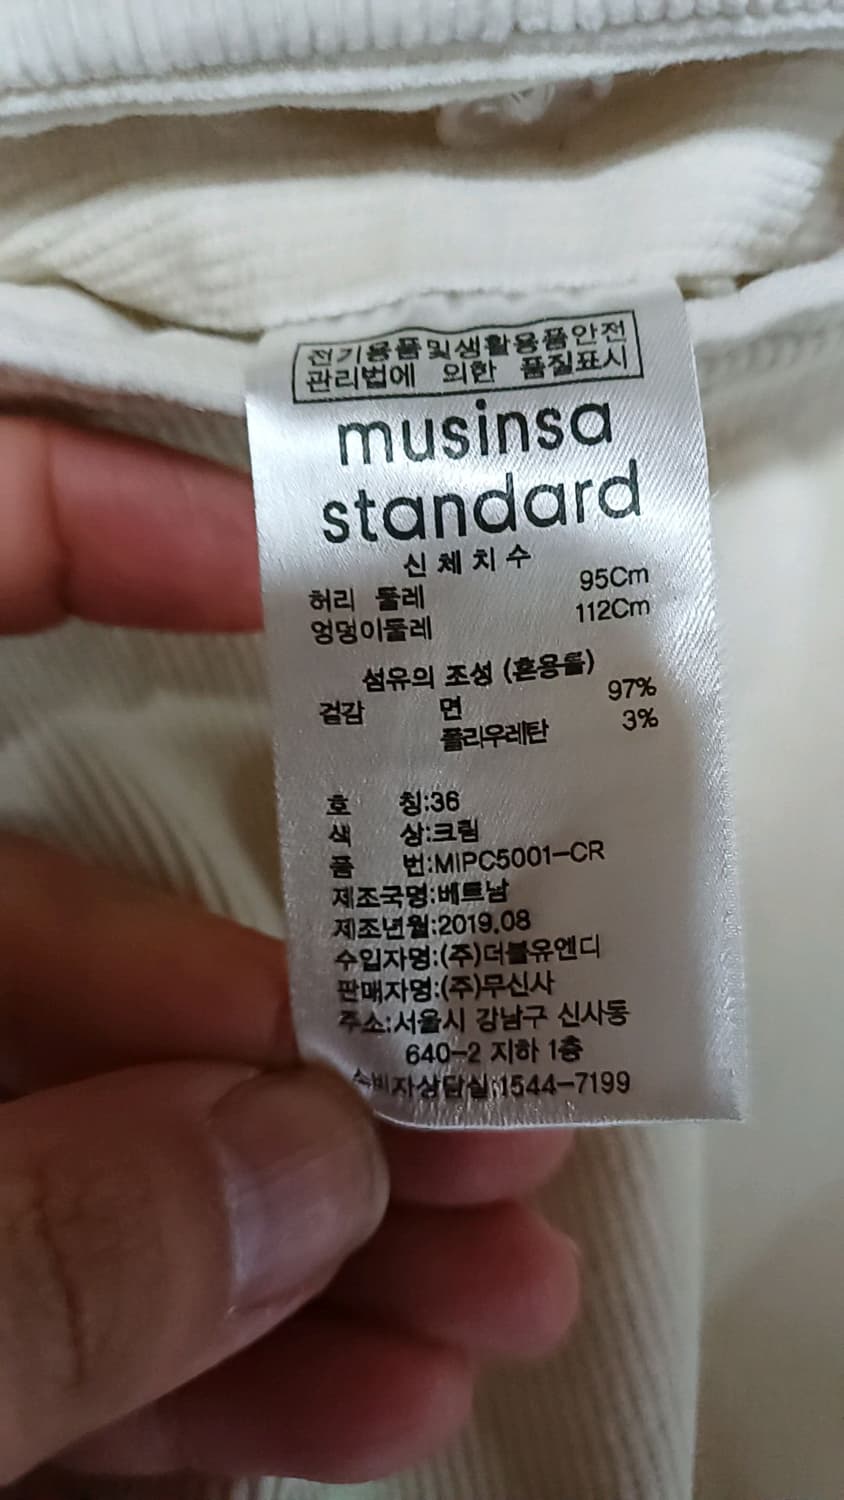 전기용품및생활용품안전
관리법에 의한 품질표시
musinsa
standard
신체치수
허리 둘레 95Cm
엉덩이둘레 112Cm
섬유의 조성 (혼용률)
겉감 면 97%
폴리우레탄 3%
호 칭:36
색 상:크림
품 번:MIPC5001-CR
제조국명:베트남
제조년월:2019.08
수입자명:(주)더블유엔디
판매자명:(주)무신사
주소:서울시 강남구 신사동
640-2 지하 1층
소비자상담실:1544-7199